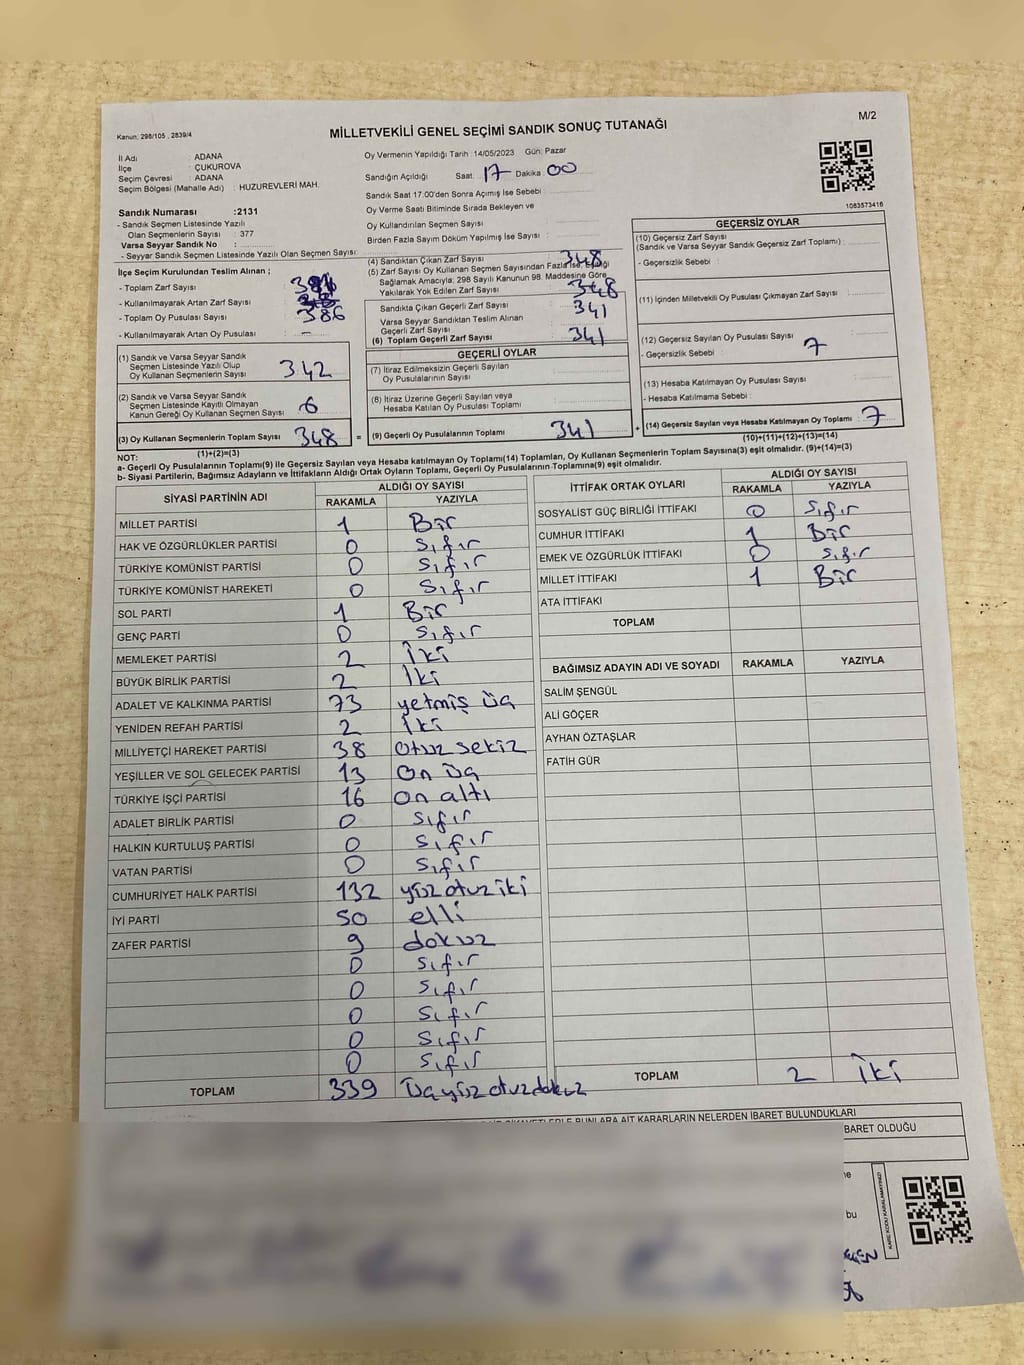 M/2
Kanun: 298/105 , 2839/4
MİLLETVEKİLİ GENEL SEÇİMİ SANDIK SONUÇ TUTANAĞI
İl Adı : ADANA
İlçe : ÇUKUROVA
Seçim Çevresi : ADANA
Seçim Bölgesi (Mahalle Adı) : HUZUREVLERİ MAH.
Sandık Numarası :2131
- Sandık Seçmen Listesinde Yazılı
Olan Seçmenlerin Sayısı : 377
Varsa Seyyar Sandık No :
- Seyyar Sandık Seçmen Listesinde Yazılı Olan Seçmen Sayısı:
Oy Vermenin Yapıldığı Tarih :14/05/2023 Gün: Pazar
Sandığın Açıldığı Saat: 17 Dakika: 00
Sandık Saat 17.00'den Sonra Açımış İse Sebebi :
Oy Verme Saati Bitiminde Sırada Bekleyen ve
Oy Kullandırılan Seçmen Sayısı :
Birden Fazla Sayım Döküm Yapılmış İse Sayısı :
1083573416
İlçe Seçim Kurulundan Teslim Alınan ;
- Toplam Zarf Sayısı :
- Kullanılmayarak Artan Zarf Sayısı :
- Toplam Oy Pusulası Sayısı : 386
- Kullanılmayarak Artan Oy Pusulası : -
(1) Sandık ve Varsa Seyyar Sandık
Seçmen Listesinde Yazılı Olup
Oy Kullanan Seçmenlerin Sayısı 342
(2) Sandık ve Varsa Seyyar Sandık
Seçmen Listesinde Kayıtlı Olmayan
Kanun Gereği Oy Kullanan Seçmen Sayısı 6
(3) Oy Kullanan Seçmenlerin Toplam Sayısı 348
(1)+(2)=(3)
(4) Sandıktan Çıkan Zarf Sayısı 348
(5) Zarf Sayısı Oy Kullanan Seçmen Sayısından Fazla İse, Eşitliği
Sağlamak Amacıyla; 298 Sayılı Kanunun 98. Maddesine Göre
Yakılarak Yok Edilen Zarf Sayısı 348
Sandıkta Çıkan Geçerli Zarf Sayısı 341
Varsa Seyyar Sandıktan Teslim Alınan
Geçerli Zarf Sayısı
(6) Toplam Geçerli Zarf Sayısı 341
GEÇERLİ OYLAR
(7) İtiraz Edilmeksizin Geçerli Sayılan
Oy Pusulalarının Sayısı
(8) İtiraz Üzerine Geçerli Sayılan veya
Hesaba Katılan Oy Pusulası Toplamı
= (9) Geçerli Oy Pusulalarının Toplamı 341
GEÇERSİZ OYLAR
(10) Geçersiz Zarf Sayısı
(Sandık ve Varsa Seyyar Sandık Geçersiz Zarf Toplamı) :
- Geçersizlik Sebebi :
(11) İçinden Milletvekili Oy Pusulası Çıkmayan Zarf Sayısı :
(12) Geçersiz Sayılan Oy Pusulası Sayısı : 7
- Geçersizlik Sebebi :
(13) Hesaba Katılmayan Oy Pusulası Sayısı :
- Hesaba Katılmama Sebebi :
+ (14) Geçersiz Sayılan veya Hesaba Katılmayan Oy Toplamı : 7
(10)+(11)+(12)+(13)=(14)
NOT:
a- Geçerli Oy Pusulalarının Toplamı(9) ile Geçersiz Sayılan veya Hesaba katılmayan Oy Toplamı(14) Toplamları, Oy Kullanan Seçmenlerin Toplam Sayısına(3) eşit olmalıdır. (9)+(14)=(3)
b- Siyasi Partilerin, Bağımsız Adayların ve İttifakların Aldığı Ortak Oyların Toplamı, Geçerli Oy Pusulalarının Toplamına(9) eşit olmalıdır.
SİYASİ PARTİNİN ADI ALDIĞI OY SAYISI
RAKAMLA YAZIYLA
MİLLET PARTİSİ 1 Bir
HAK VE ÖZGÜRLÜKLER PARTİSİ 0 Sıfır
TÜRKİYE KOMÜNİST PARTİSİ 0 Sıfır
TÜRKİYE KOMÜNİST HAREKETİ 0 Sıfır
SOL PARTİ 1 Bir
GENÇ PARTİ 0 Sıfır
MEMLEKET PARTİSİ 2 İki
BÜYÜK BİRLİK PARTİSİ 2 İki
ADALET VE KALKINMA PARTİSİ 73 yetmiş üç
YENİDEN REFAH PARTİSİ 2 İki
MİLLİYETÇİ HAREKET PARTİSİ 38 otuz sekiz
YEŞİLLER VE SOL GELECEK PARTİSİ 13 on üç
TÜRKİYE İŞÇİ PARTİSİ 16 on altı
ADALET BİRLİK PARTİSİ 0 Sıfır
HALKIN KURTULUŞ PARTİSİ 0 Sıfır
VATAN PARTİSİ 0 Sıfır
CUMHURİYET HALK PARTİSİ 132 yüz otuz iki
İYİ PARTİ 50 elli
ZAFER PARTİSİ 9 dokuz
0 Sıfır
0 Sıfır
0 Sıfır
0 Sıfır
0 Sıfır
TOPLAM 339 üçyüz otuzdokuz
İTTİFAK ORTAK OYLARI ALDIĞI OY SAYISI
RAKAMLA YAZIYLA
SOSYALİST GÜÇ BİRLİĞİ İTTİFAKI 0 Sıfır
CUMHUR İTTİFAKI 1 Bir
EMEK VE ÖZGÜRLÜK İTTİFAKI 0 Sıfır
MİLLET İTTİFAKI 1 Bir
ATA İTTİFAKI
TOPLAM
BAĞIMSIZ ADAYIN ADI VE SOYADI RAKAMLA YAZIYLA
SALİM ŞENGÜL
ALİ GÖÇER
AYHAN ÖZTAŞLAR
FATİH GÜR
TOPLAM 2 İki
BUNLARA AİT KARARLARIN NELERDEN İBARET BULUNDUKLARI
BARET OLDUĞU
bu
KARE KODU KARALAMAYINIZ!